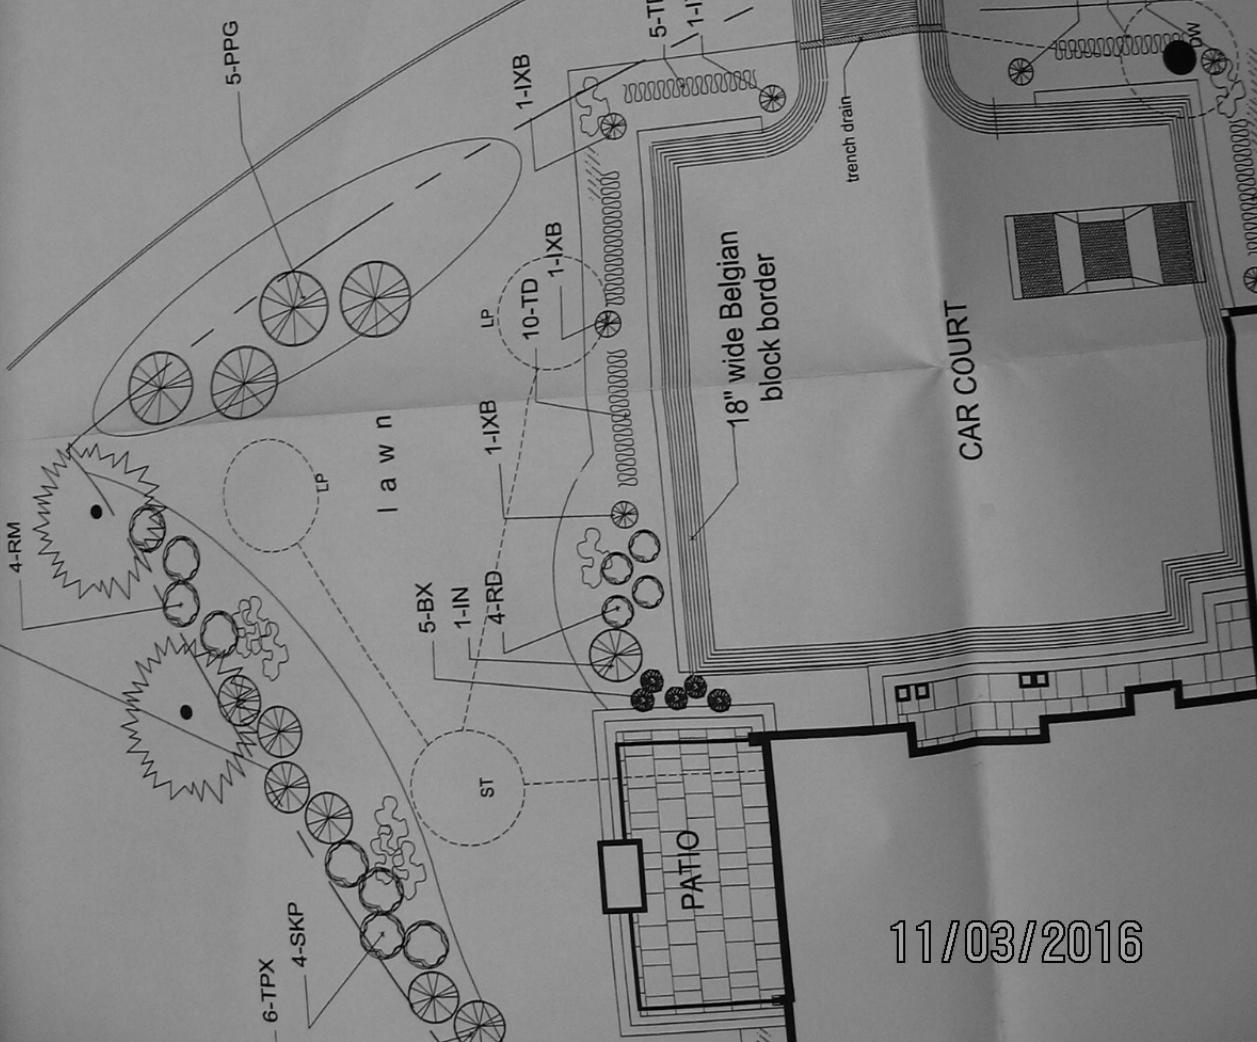 5-PPG
1-IXB
trench drain
DW
LP
10-TD
1-IXB
18" wide Belgian
block border
CAR COURT
LP
lawn
1-IXB
4-RM
5-BX
1-IN
4-RD
ST
PATIO
4-SKP
6-TPX
11/03/2016